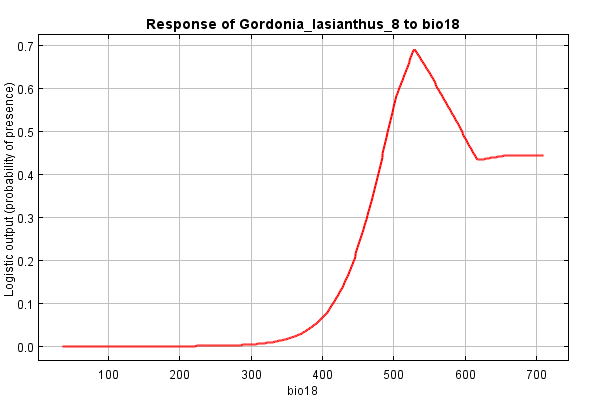 Response of Gordonia_lasianthus_8 to bio18
Logistic output (probability of presence)
0.7
0.6
0.5
0.4
0.3
0.2
0.1
0.0
100 200 300 400 500 600 700
bio18